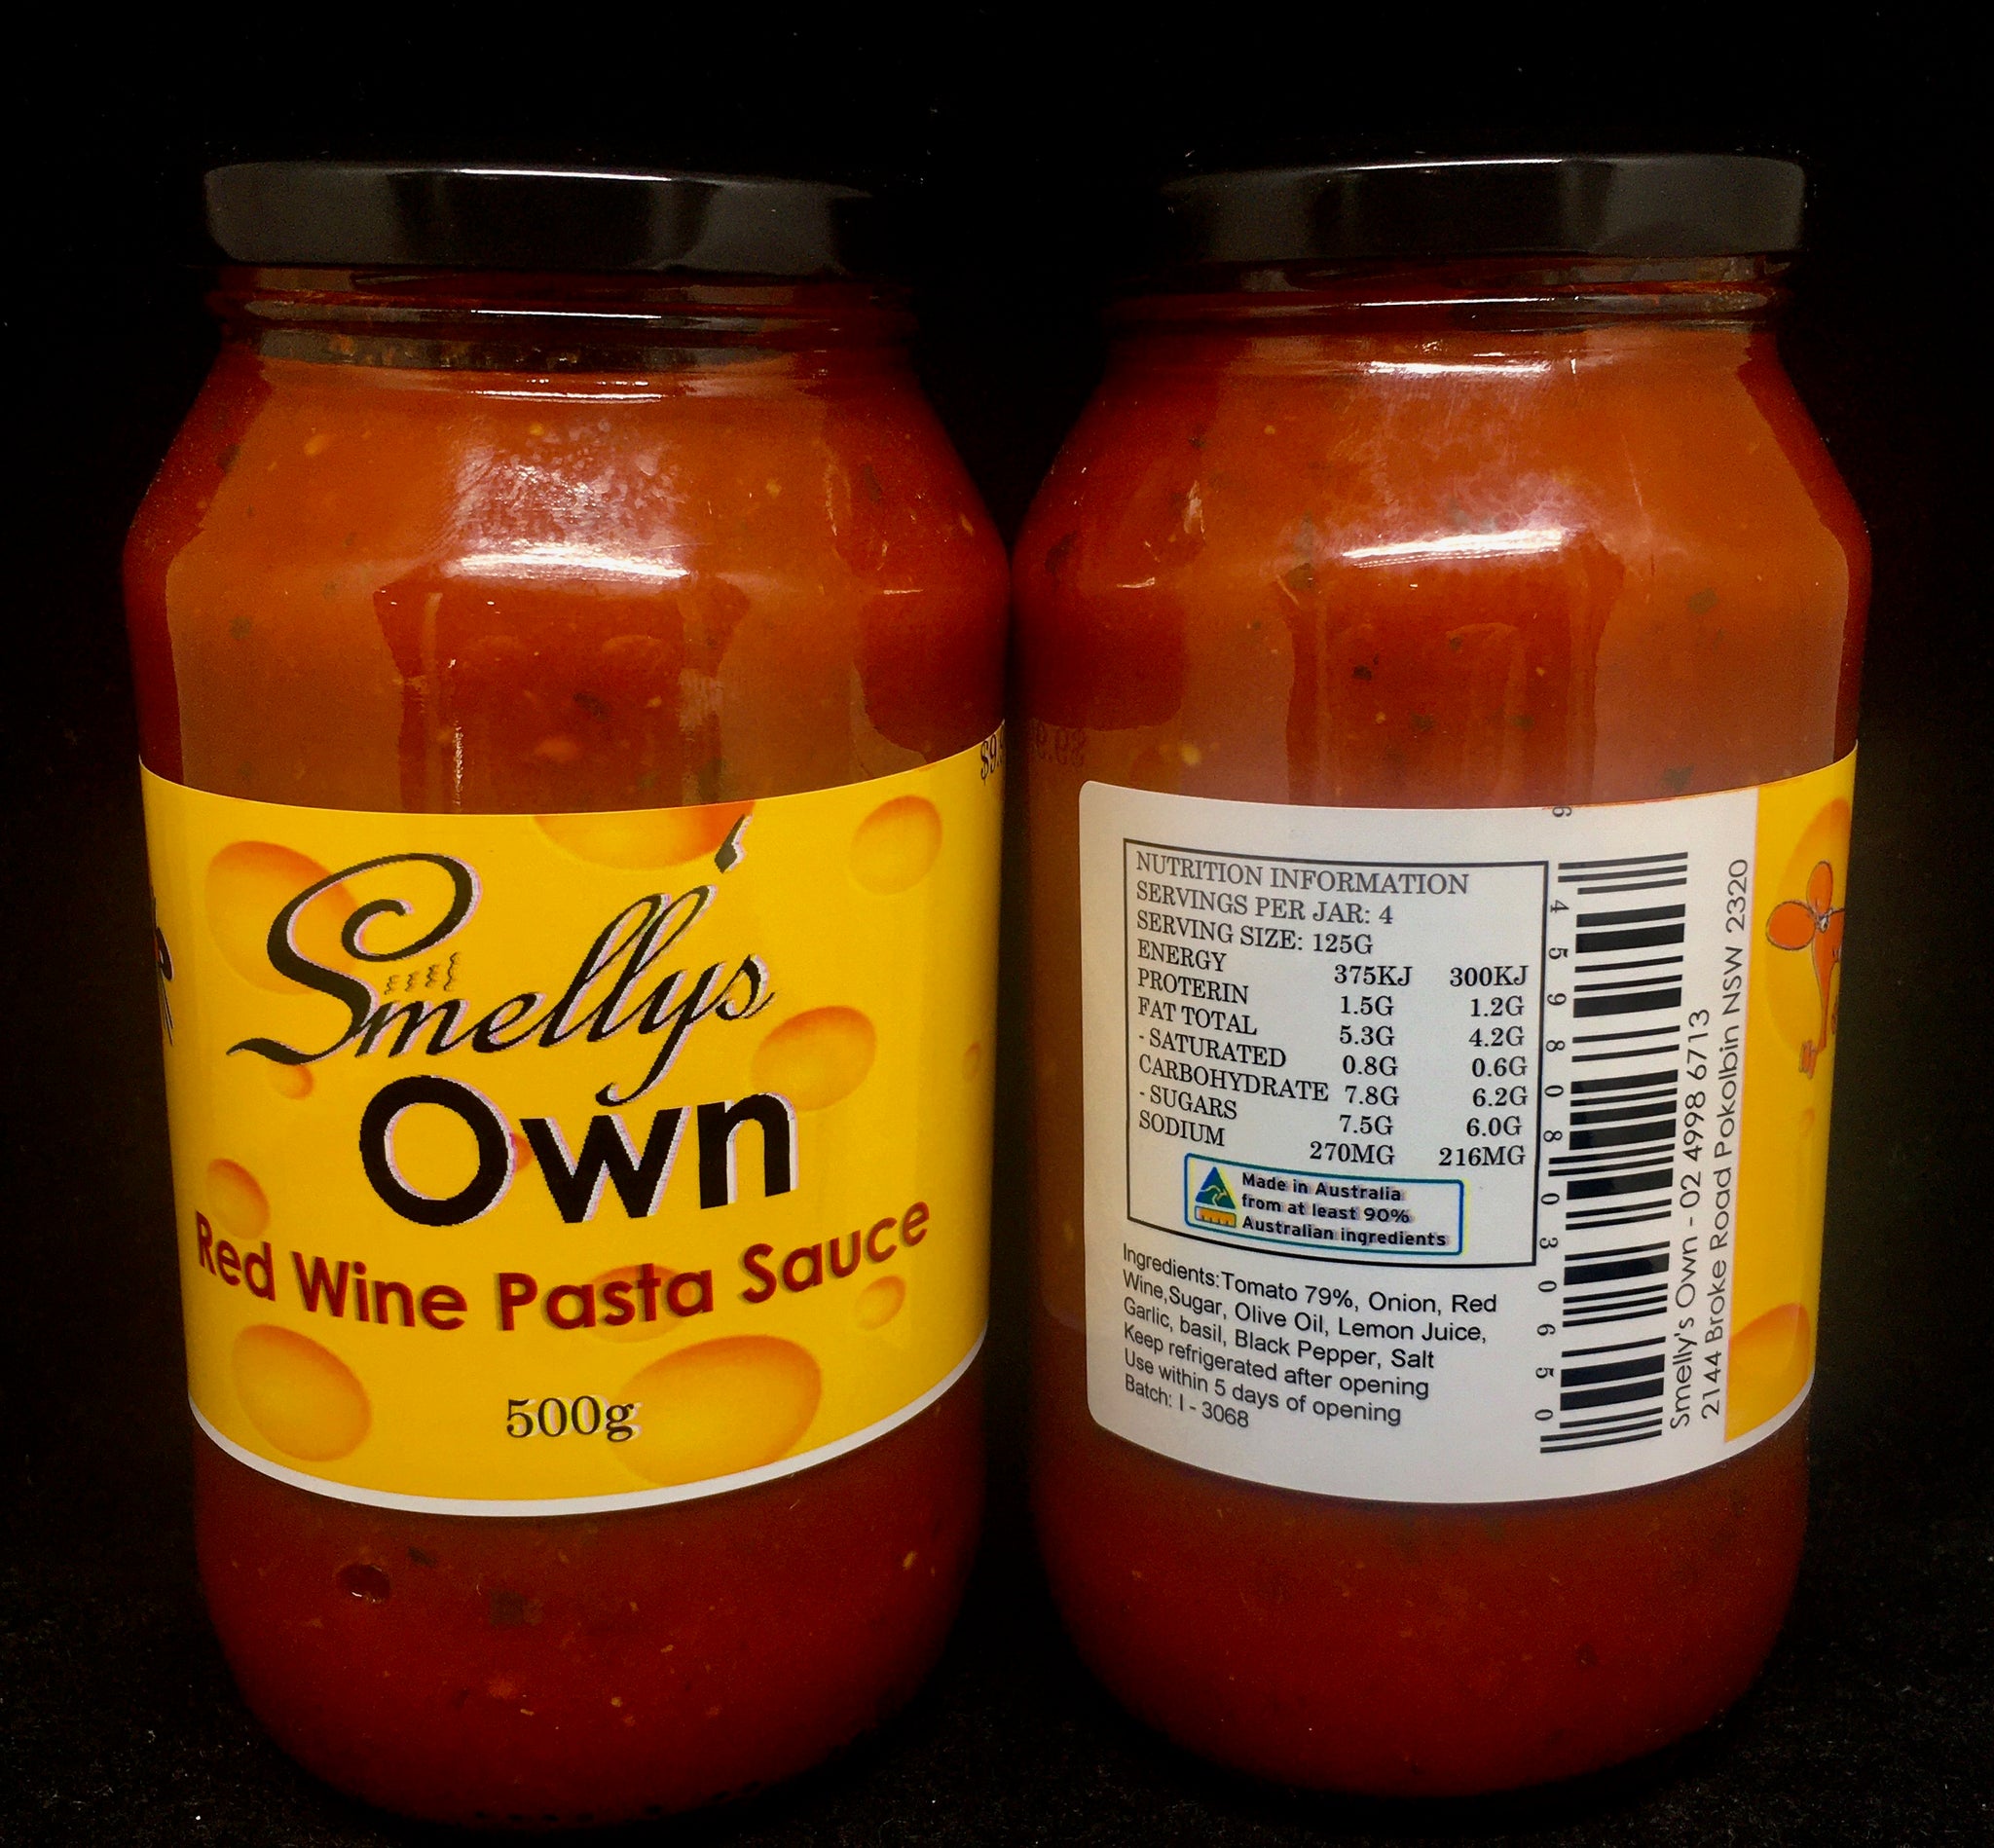 Smelly's
Own
Red Wine Pasta Sauce
500g
NUTRITION INFORMATION
SERVINGS PER JAR: 4
SERVING SIZE: 125G
ENERGY 375KJ 300KJ
PROTERIN 1.5G 1.2G
FAT TOTAL 5.3G 4.2G
- SATURATED 0.8G 0.6G
CARBOHYDRATE 7.8G 6.2G
- SUGARS 7.5G 6.0G
SODIUM 270MG 216MG
Made in Australia
from at least 90%
Australian ingredients
Ingredients:Tomato 79%, Onion, Red
Wine,Sugar, Olive Oil, Lemon Juice,
Garlic, basil, Black Pepper, Salt
Keep refrigerated after opening
Use within 5 days of opening
Batch: I - 3068
9 459808 030650
Smelly's Own - 02 4998 6713
2144 Broke Road Pokolbin NSW 2320